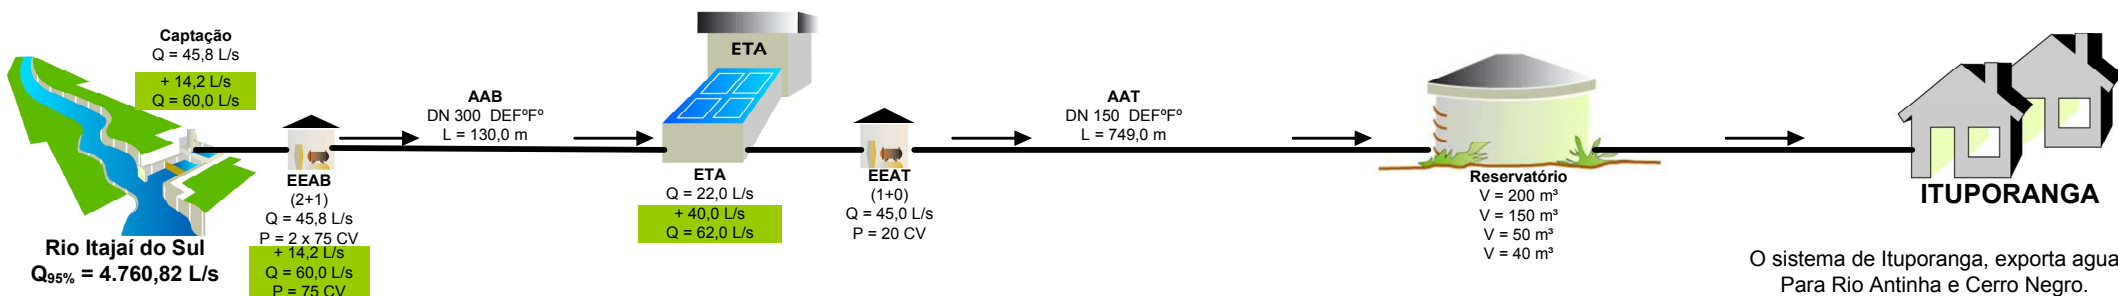 Captação
Q = 45,8 L/s
+ 14,2 L/s
Q = 60,0 L/s
Rio Itajaí do Sul
Q95% = 4.760,82 L/s
EEAB
(2+1)
Q = 45,8 L/s
P = 2 x 75 CV
+ 14,2 L/s
Q = 60,0 L/s
P = 75 CV
AAB
DN 300 DEFºFº
L = 130,0 m
ETA
ETA
Q = 22,0 L/s
+ 40,0 L/s
Q = 62,0 L/s
EEAT
(1+0)
Q = 45,0 L/s
P = 20 CV
AAT
DN 150 DEFºFº
L = 749,0 m
Reservatório
V = 200 m³
V = 150 m³
V = 50 m³
V = 40 m³
ITUPORANGA
O sistema de Ituporanga, exporta agua
Para Rio Antinha e Cerro Negro.